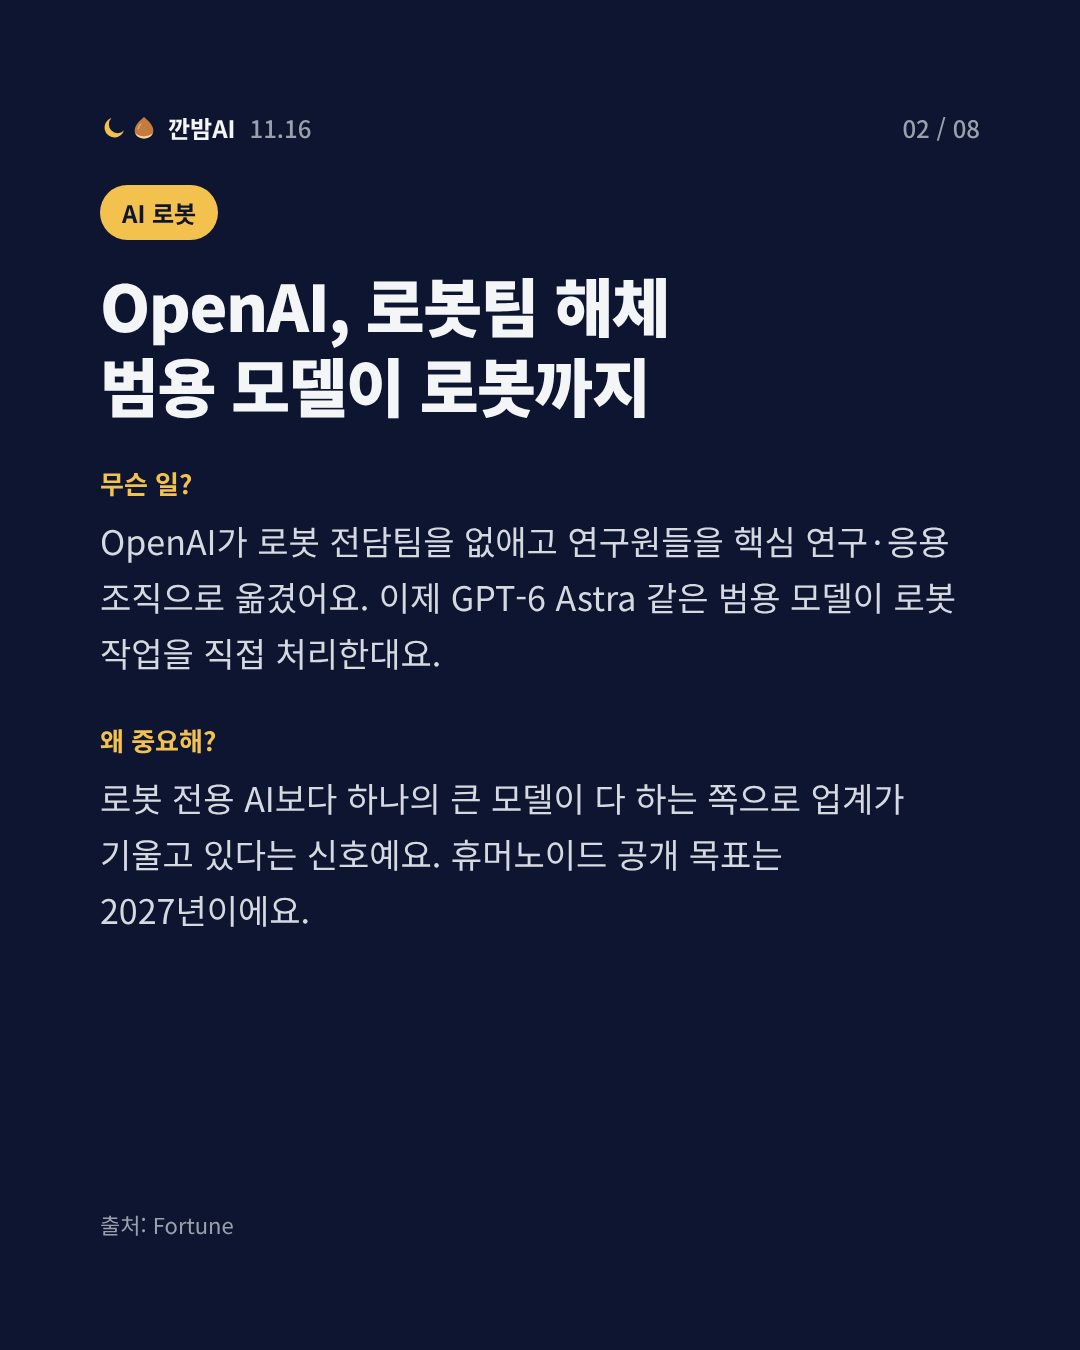 깐밤AI 11.16
02 / 08
AI 로봇
OpenAI, 로봇팀 해체
범용 모델이 로봇까지
무슨 일?
OpenAI가 로봇 전담팀을 없애고 연구원들을 핵심 연구·응용
조직으로 옮겼어요. 이제 GPT-6 Astra 같은 범용 모델이 로봇
작업을 직접 처리한대요.
왜 중요해?
로봇 전용 AI보다 하나의 큰 모델이 다 하는 쪽으로 업계가
기울고 있다는 신호예요. 휴머노이드 공개 목표는
2027년이에요.
출처: Fortune